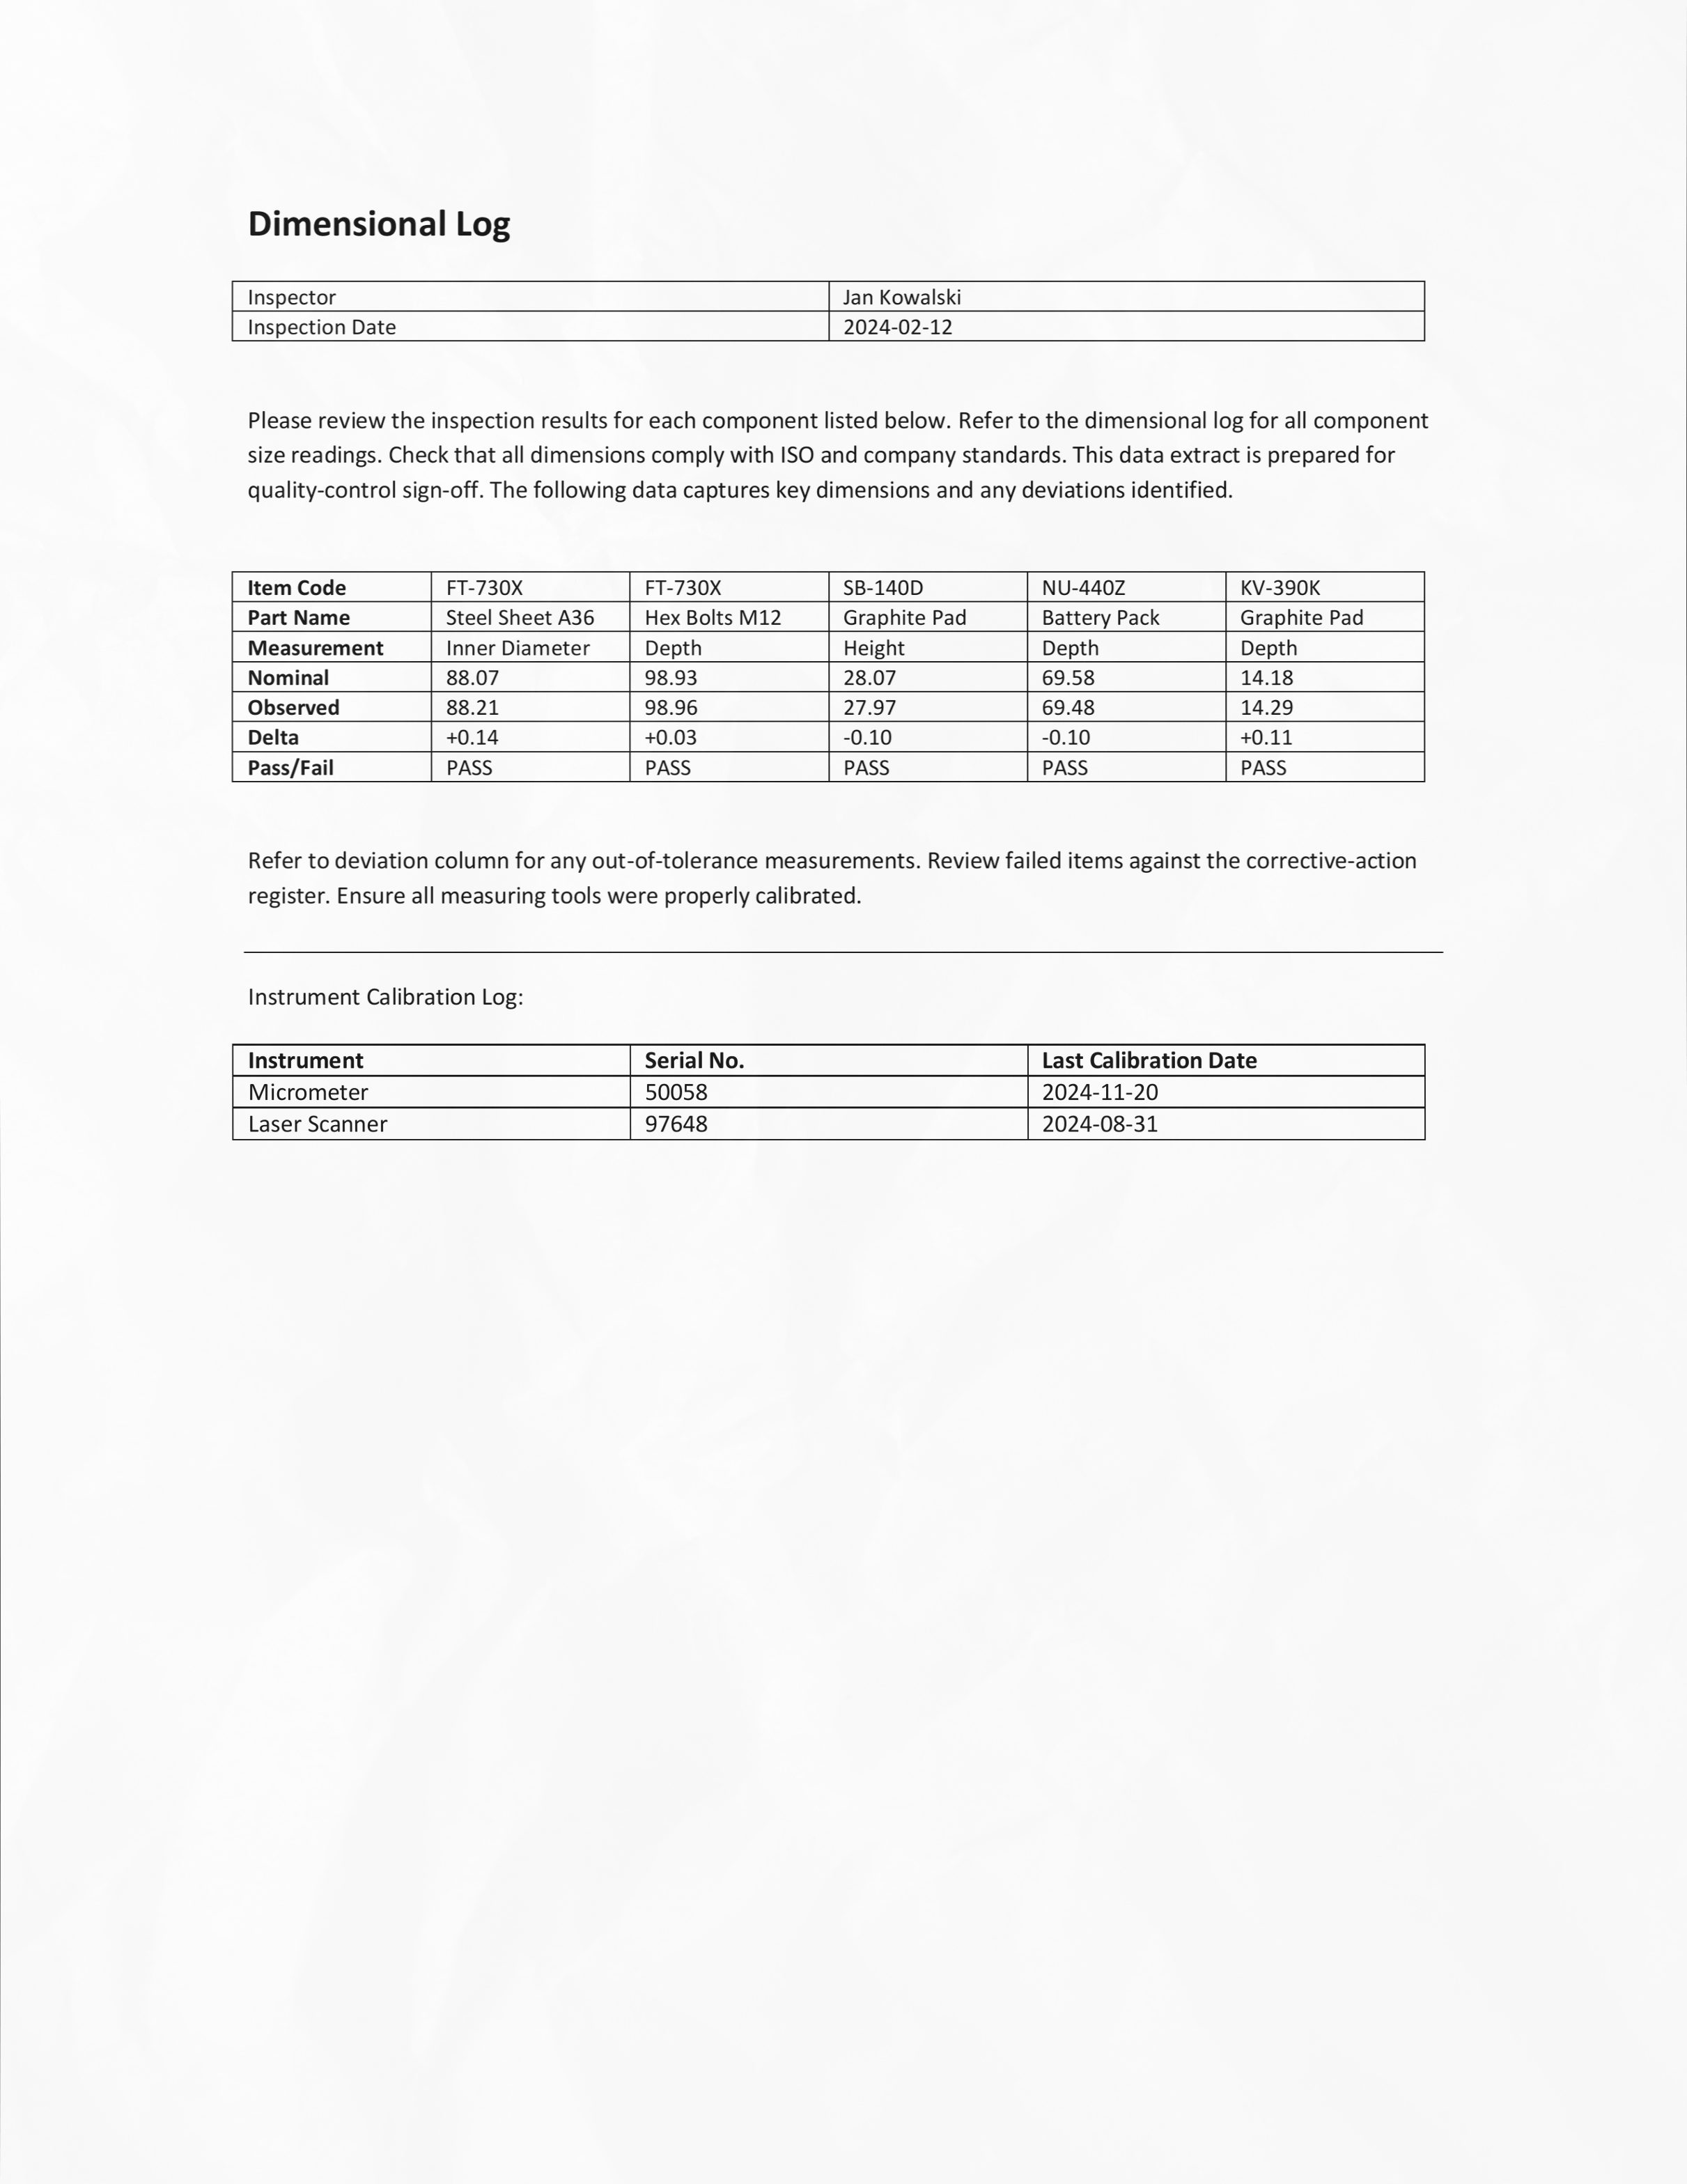 Dimensional Log
Inspector Jan Kowalski
Inspection Date 2024-02-12
Please review the inspection results for each component listed below. Refer to the dimensional log for all component
size readings. Check that all dimensions comply with ISO and company standards. This data extract is prepared for
quality-control sign-off. The following data captures key dimensions and any deviations identified.
Item Code FT-730X FT-730X SB-140D NU-440Z KV-390K
Part Name Steel Sheet A36 Hex Bolts M12 Graphite Pad Battery Pack Graphite Pad
Measurement Inner Diameter Depth Height Depth Depth
Nominal 88.07 98.93 28.07 69.58 14.18
Observed 88.21 98.96 27.97 69.48 14.29
Delta +0.14 +0.03 -0.10 -0.10 +0.11
Pass/Fail PASS PASS PASS PASS PASS
Refer to deviation column for any out-of-tolerance measurements. Review failed items against the corrective-action
register. Ensure all measuring tools were properly calibrated.
Instrument Calibration Log:
Instrument Serial No. Last Calibration Date
Micrometer 50058 2024-11-20
Laser Scanner 97648 2024-08-31